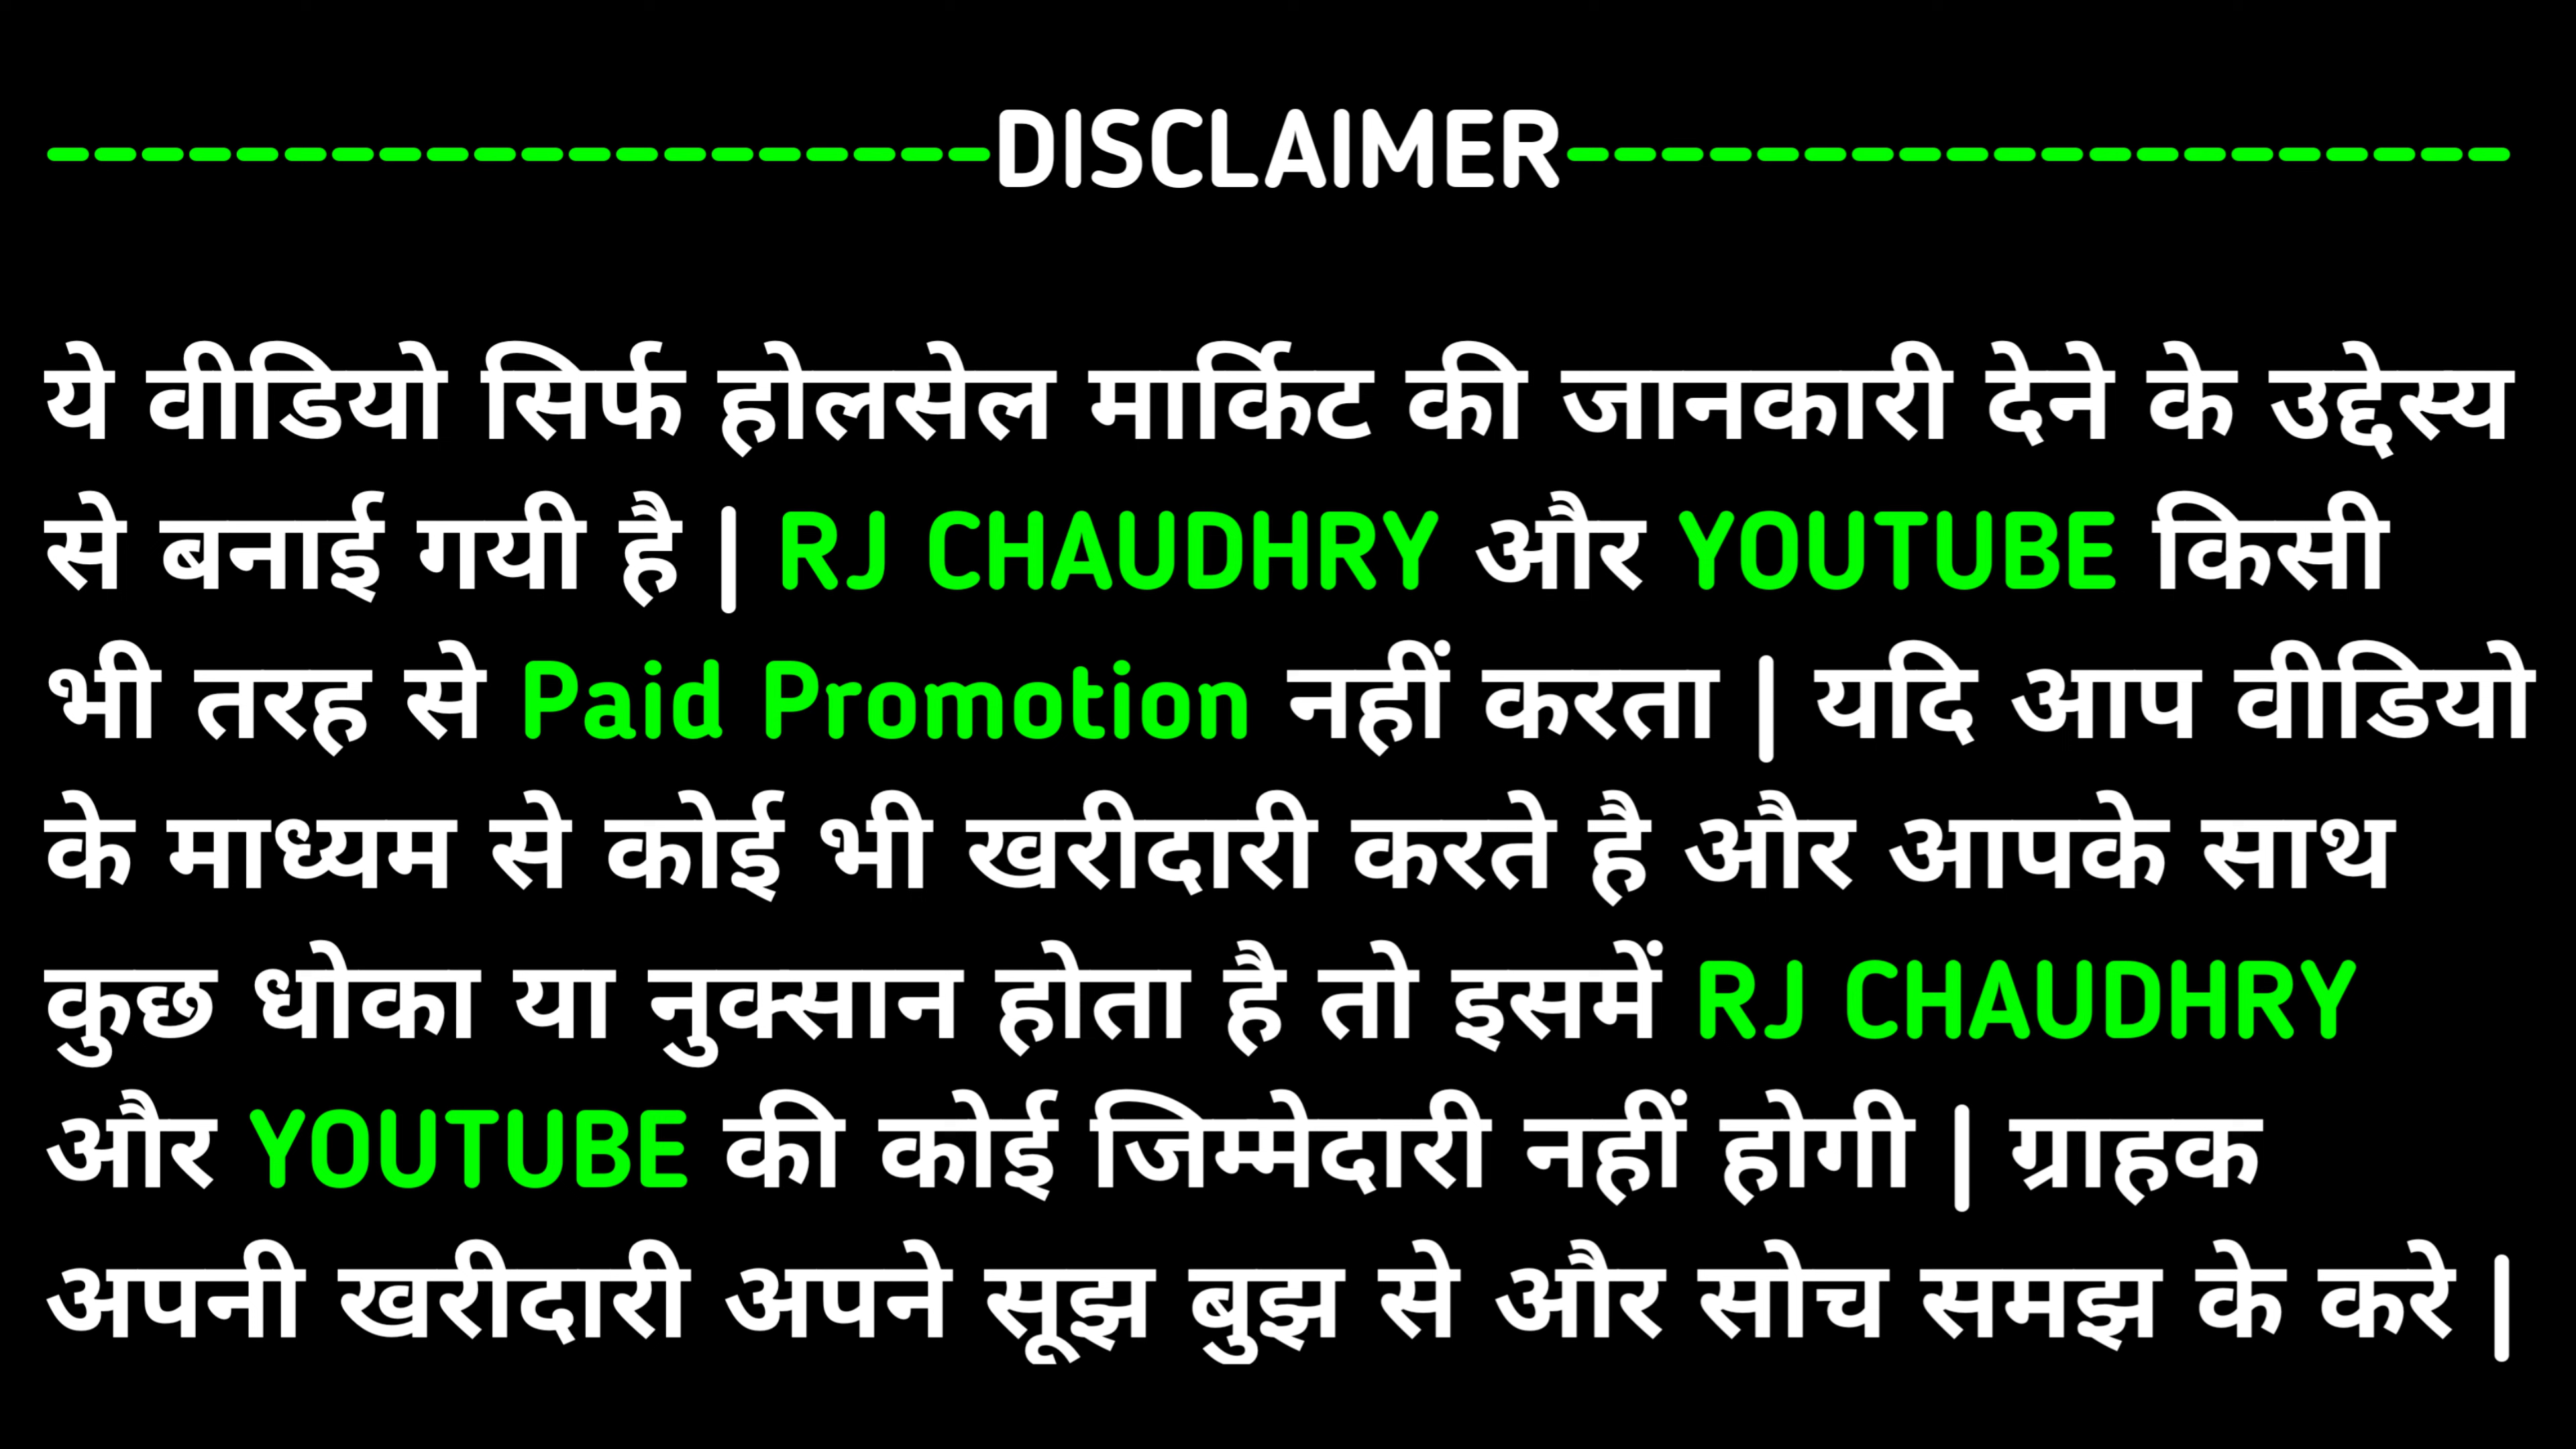 --------------------DISCLAIMER--------------------
ये वीडियो सिर्फ होलसेल मार्किट की जानकारी देने के उद्देस्य
से बनाई गयी है | RJ CHAUDHRY और YOUTUBE किसी
भी तरह से Paid Promotion नहीं करता | यदि आप वीडियो
के माध्यम से कोई भी खरीदारी करते है और आपके साथ
कुछ धोका या नुक्सान होता है तो इसमें RJ CHAUDHRY
और YOUTUBE की कोई जिम्मेदारी नहीं होगी | ग्राहक
अपनी खरीदारी अपने सूझ बुझ से और सोच समझ के करे |